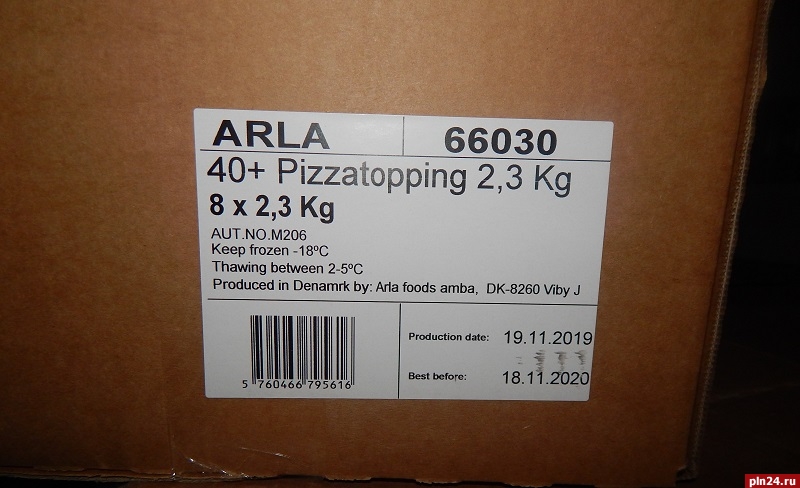 ARLA 66030
40+ Pizzatopping 2,3 Kg
8 x 2,3 Kg
AUT.NO.M206
Keep frozen -18ºC
Thawing between 2-5ºC
Produced in Denamrk by: Arla foods amba, DK-8260 Viby J
Production date: 19.11.2019
Best before: 18.11.2020
5 760466 795616
pln24.ru